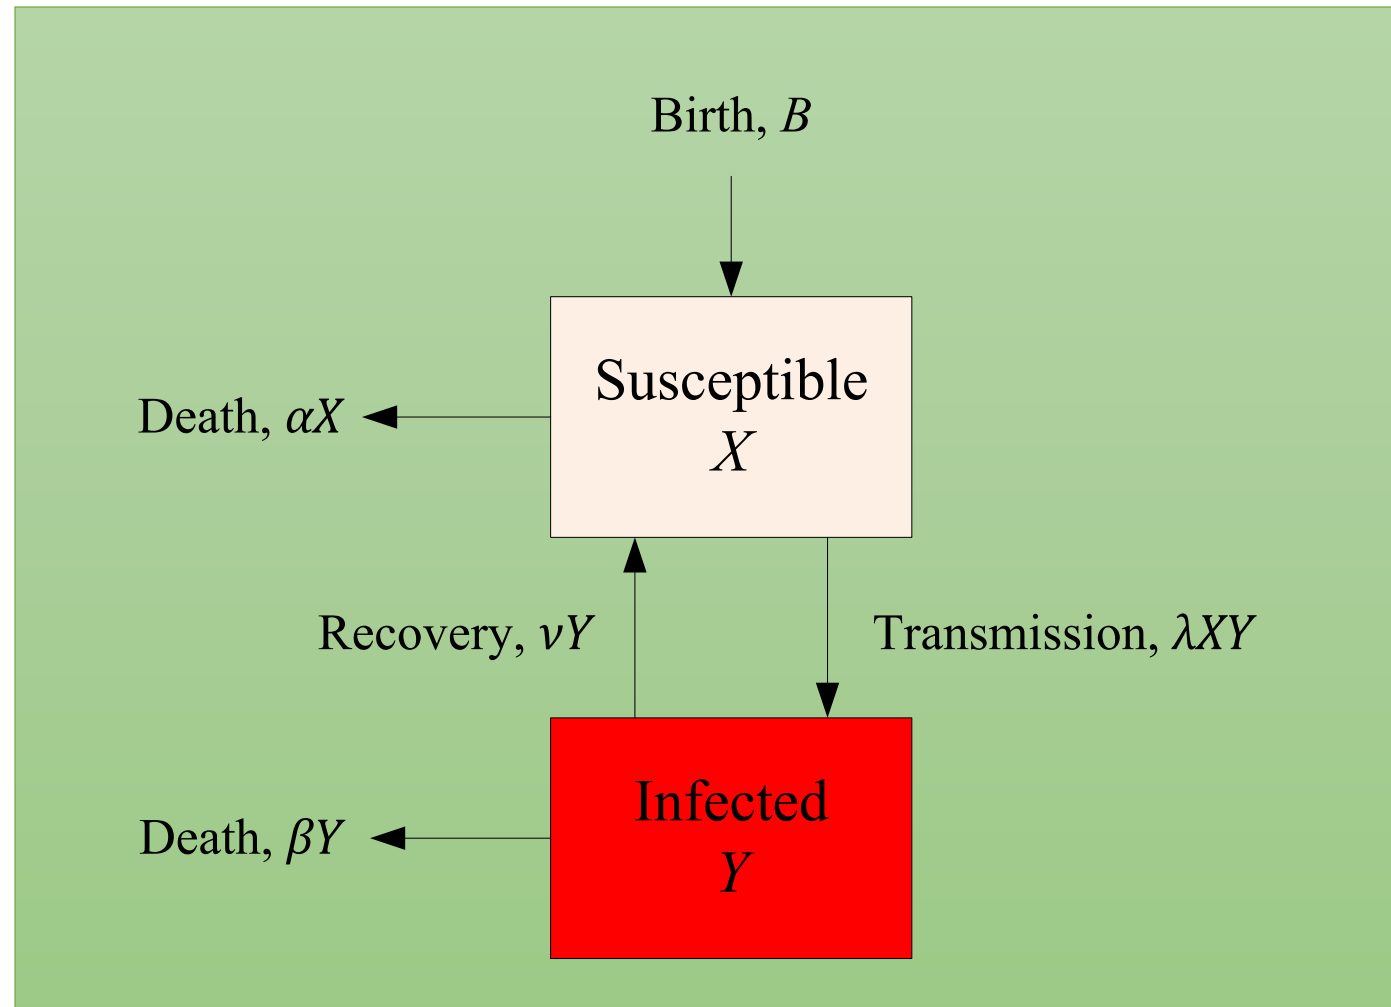 Birth, B
Susceptible
X
Death, αX
Recovery, νY
Transmission, λXY
Infected
Y
Death, βY